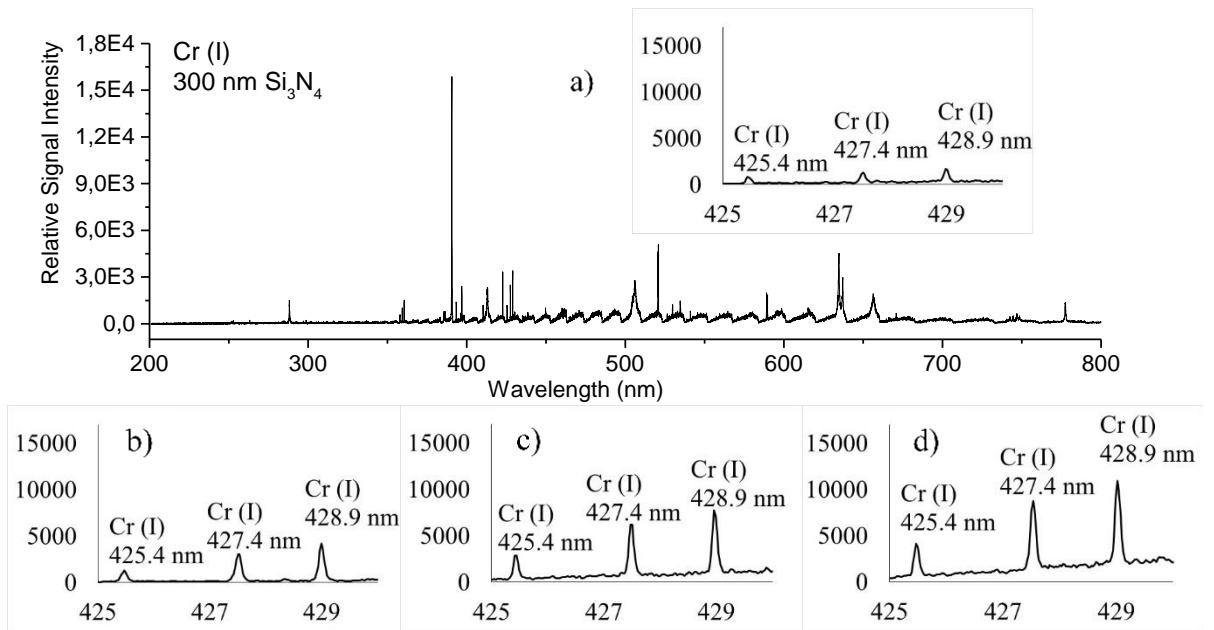 Cr (I)
300 nm Si₃N₄
Relative Signal Intensity
1,8E4
1,5E4
1,2E4
9,0E3
6,0E3
3,0E3
0,0
200 300 400 500 600 700 800
Wavelength (nm)
a)
15000
10000
5000
0
Cr (I)
425.4 nm
Cr (I)
427.4 nm
Cr (I)
428.9 nm
425 427 429
b)
15000
10000
5000
0
Cr (I)
425.4 nm
Cr (I)
427.4 nm
Cr (I)
428.9 nm
425 427 429
c)
15000
10000
5000
0
Cr (I)
425.4 nm
Cr (I)
427.4 nm
Cr (I)
428.9 nm
425 427 429
d)
15000
10000
5000
0
Cr (I)
425.4 nm
Cr (I)
427.4 nm
Cr (I)
428.9 nm
425 427 429